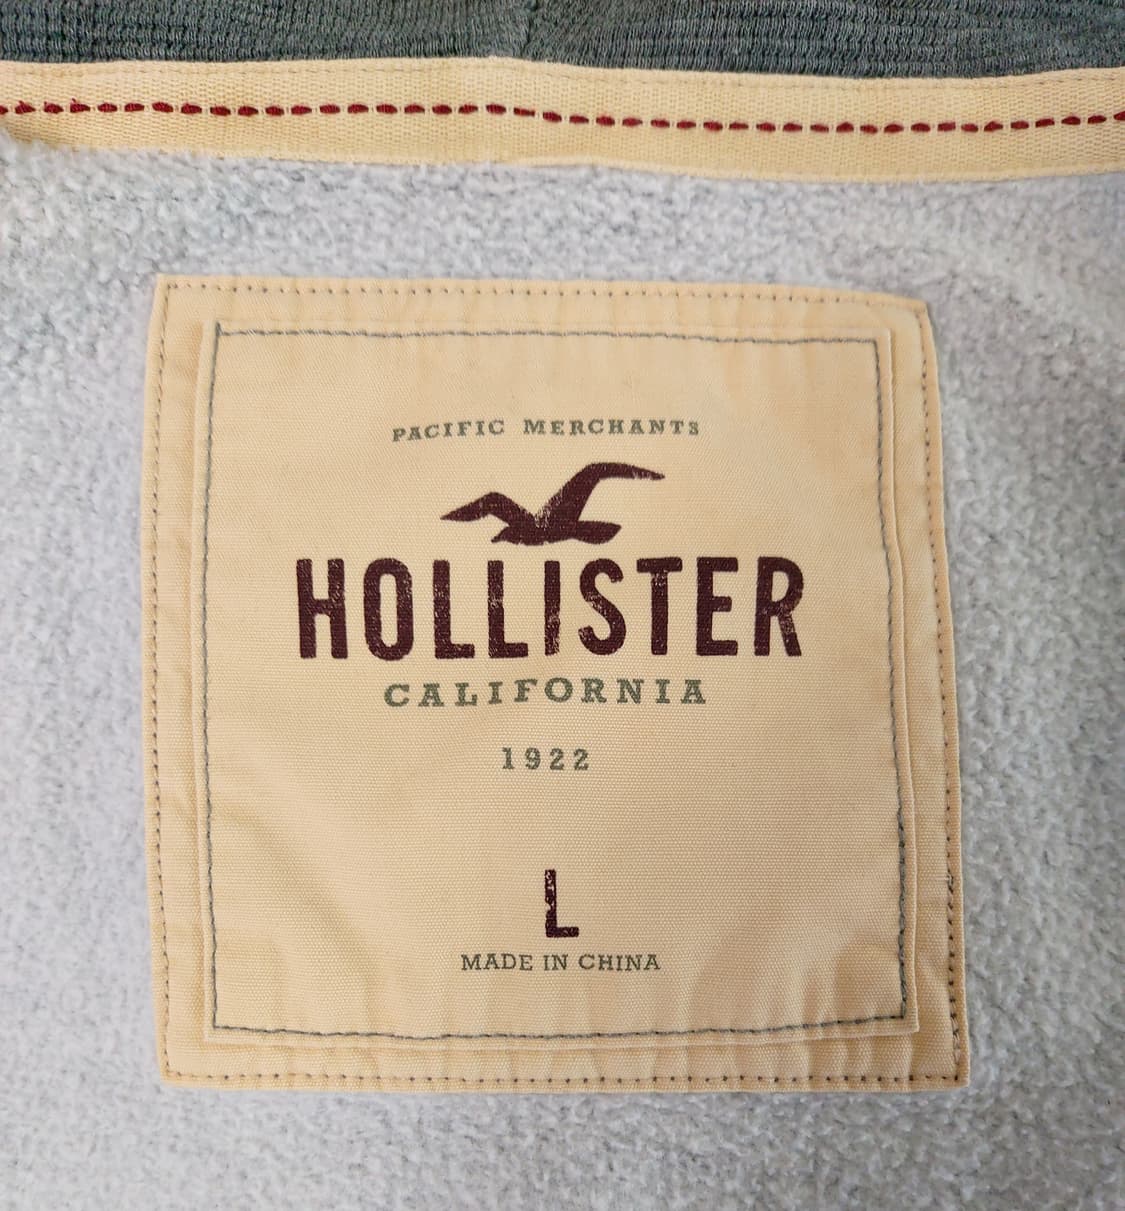 PACIFIC MERCHANTS
HOLLISTER
CALIFORNIA
1922
L
MADE IN CHINA